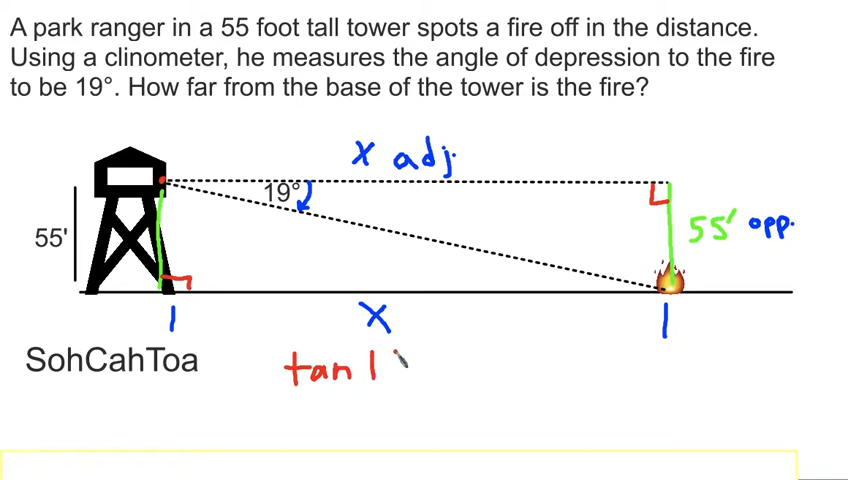 A park ranger in a 55 foot tall tower spots a fire off in the distance.
Using a clinometer, he measures the angle of depression to the fire
to be 19°. How far from the base of the tower is the fire?
x adj.
19°
55'
55' opp.
x
SohCahToa
tan 1